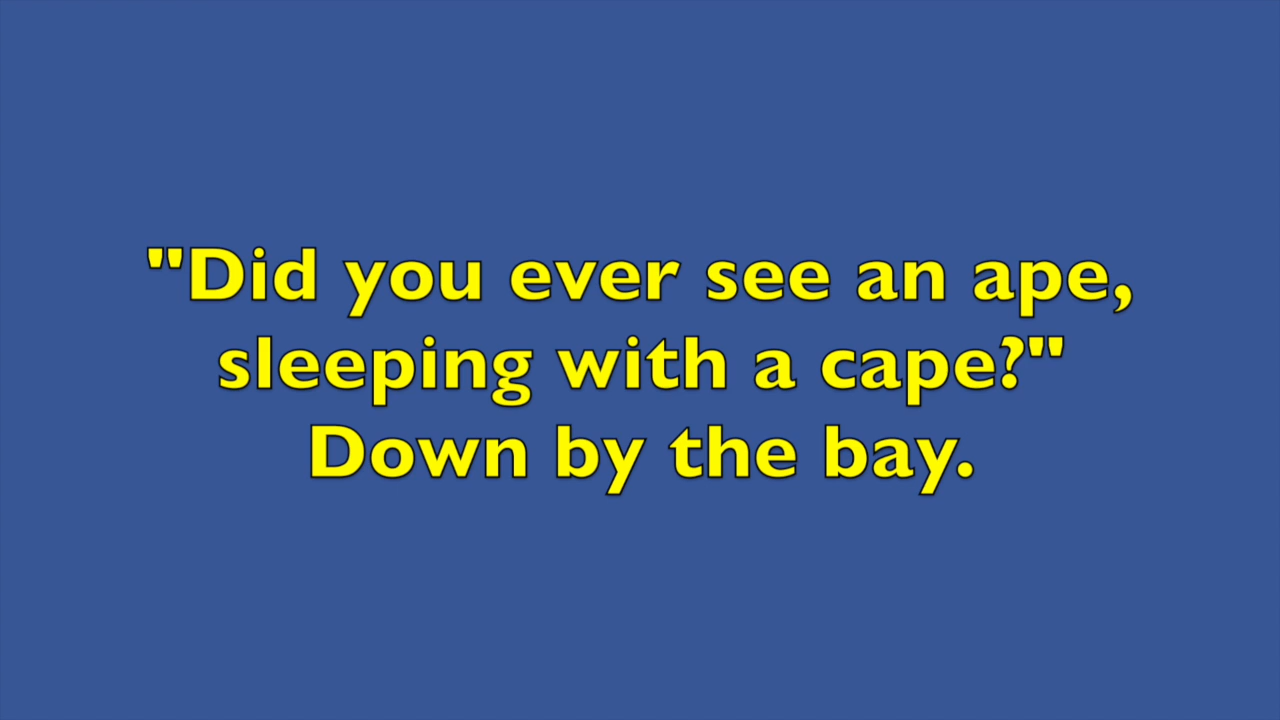 "Did you ever see an ape,
sleeping with a cape?"
Down by the bay.